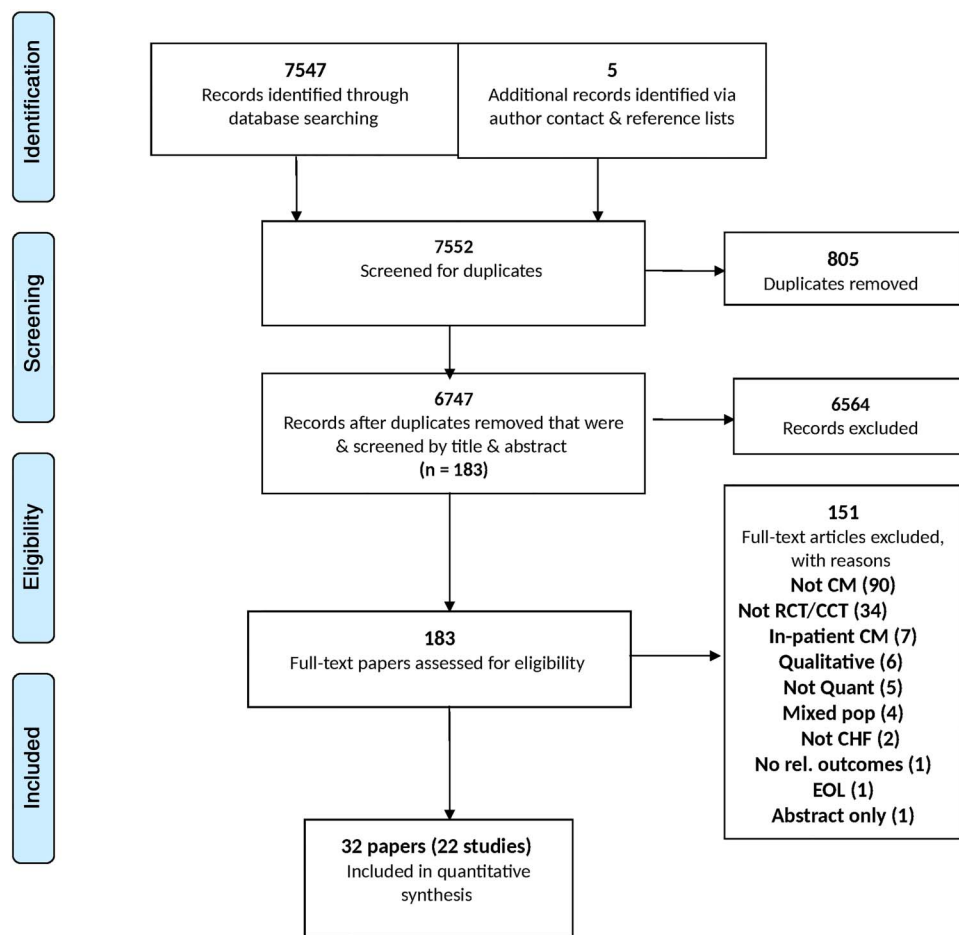 Identification
7547
Records identified through
database searching
5
Additional records identified via
author contact & reference lists
Screening
7552
Screened for duplicates
805
Duplicates removed
6747
Records after duplicates removed that were
& screened by title & abstract
(n = 183)
6564
Records excluded
Eligibility
183
Full-text papers assessed for eligibility
151
Full-text articles excluded,
with reasons
Not CM (90)
Not RCT/CCT (34)
In-patient CM (7)
Qualitative (6)
Not Quant (5)
Mixed pop (4)
Not CHF (2)
No rel. outcomes (1)
EOL (1)
Abstract only (1)
Included
32 papers (22 studies)
Included in quantitative
synthesis